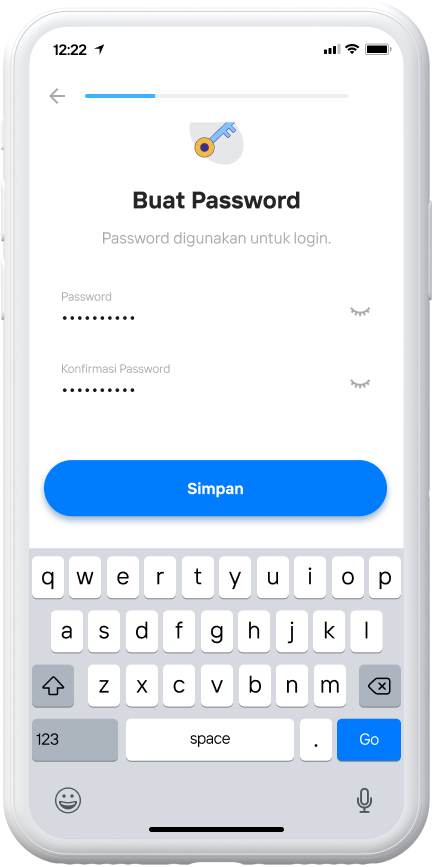 12:22
Buat Password
Password digunakan untuk login.
Password
••••••••••
Konfirmasi Password
••••••••••
Simpan
q w e r t y u i o p
a s d f g h j k l
z x c v b n m
123 space . Go